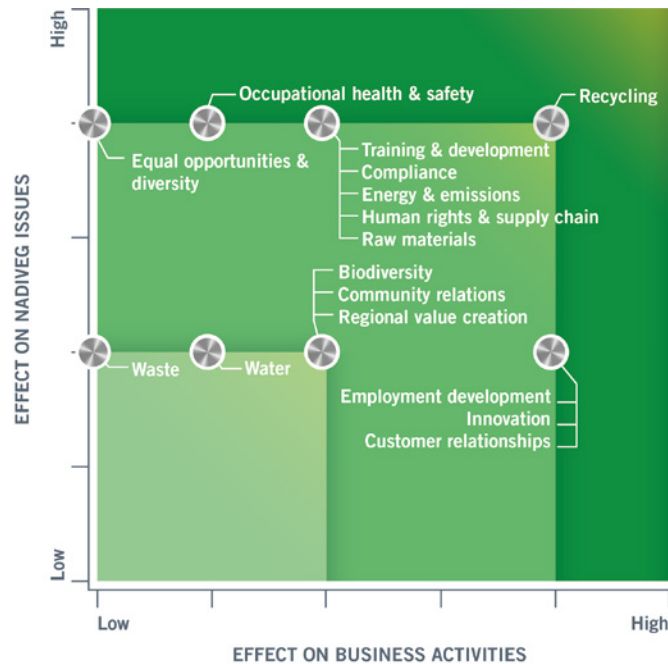 High
Occupational health & safety
Recycling
Equal opportunities &
diversity
Training & development
Compliance
Energy & emissions
Human rights & supply chain
Raw materials
Biodiversity
Community relations
Regional value creation
Waste
Water
Employment development
Innovation
Customer relationships
EFFECT ON NADIVEG ISSUES
Low
Low
High
EFFECT ON BUSINESS ACTIVITIES